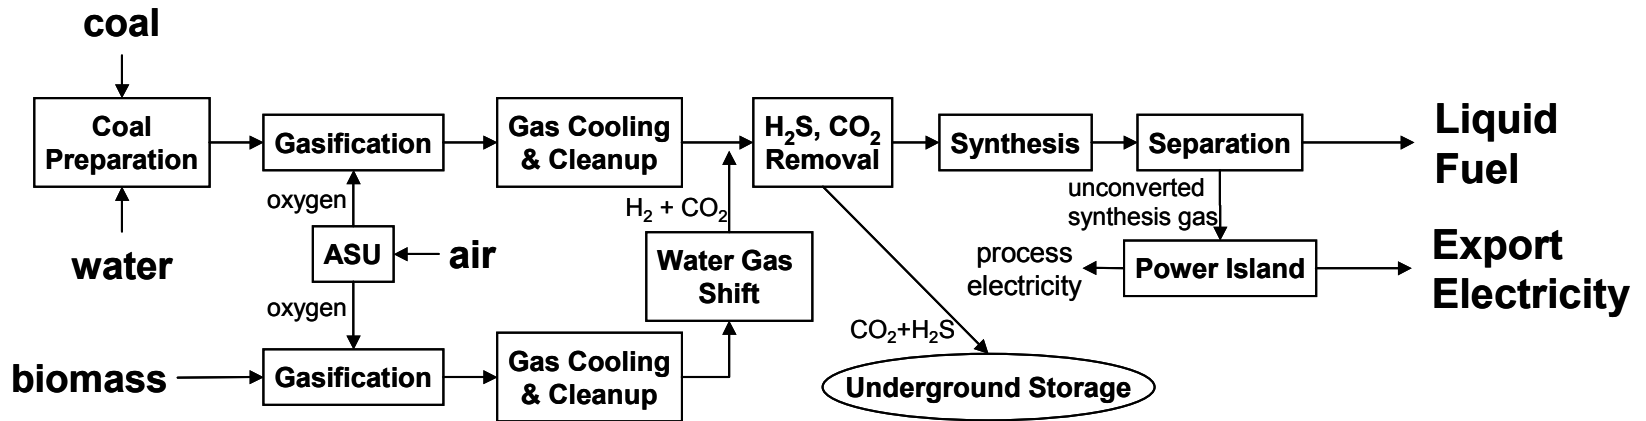 coal
Coal
Preparation
water
Gasification
oxygen
ASU
air
oxygen
biomass
Gasification
Gas Cooling
& Cleanup
Gas Cooling
& Cleanup
H₂ + CO₂
Water Gas
Shift
H₂S, CO₂
Removal
CO₂+H₂S
Underground Storage
Synthesis
Separation
unconverted
synthesis gas
process
electricity
Power Island
Liquid
Fuel
Export
Electricity